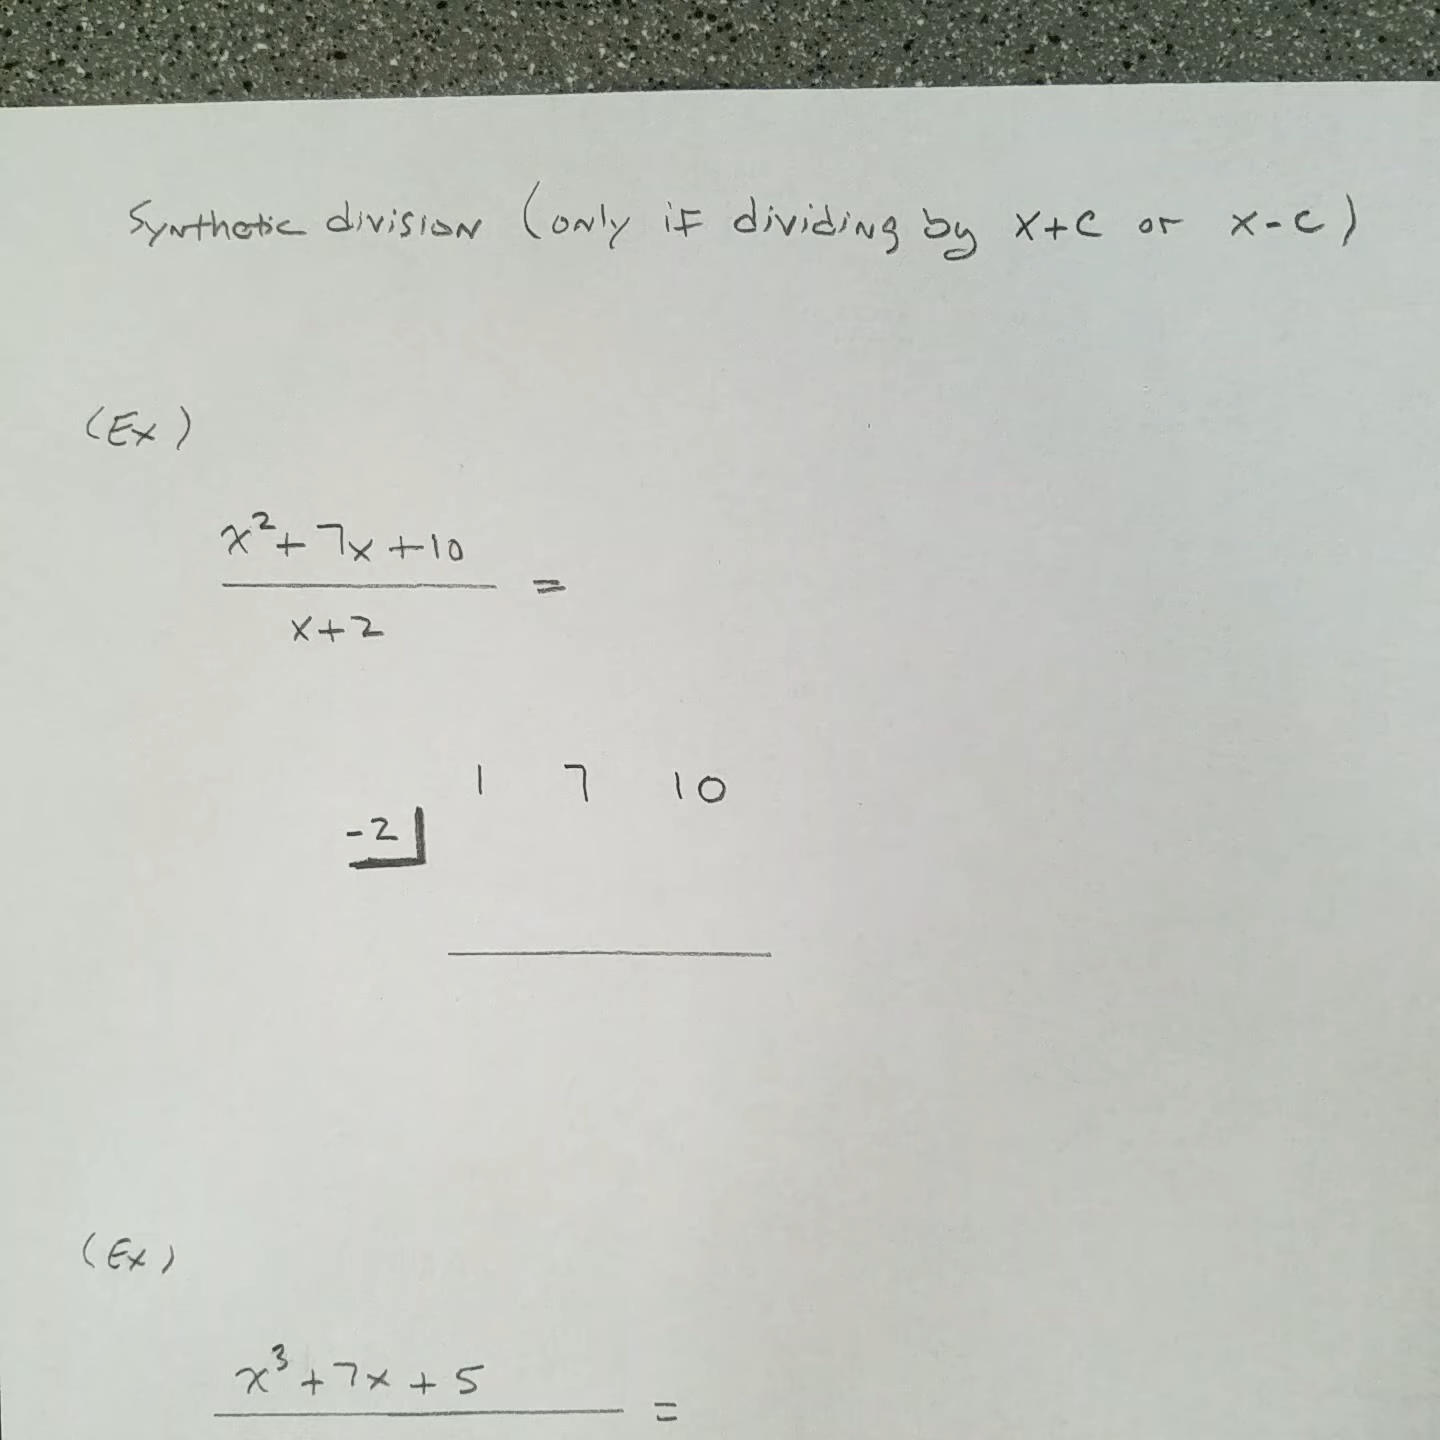 Synthetic division (only if dividing by x+c or x-c)
(Ex)
x²+7x+10
=
x+2
1 7 10
-2
(Ex)
x³+7x+5
=